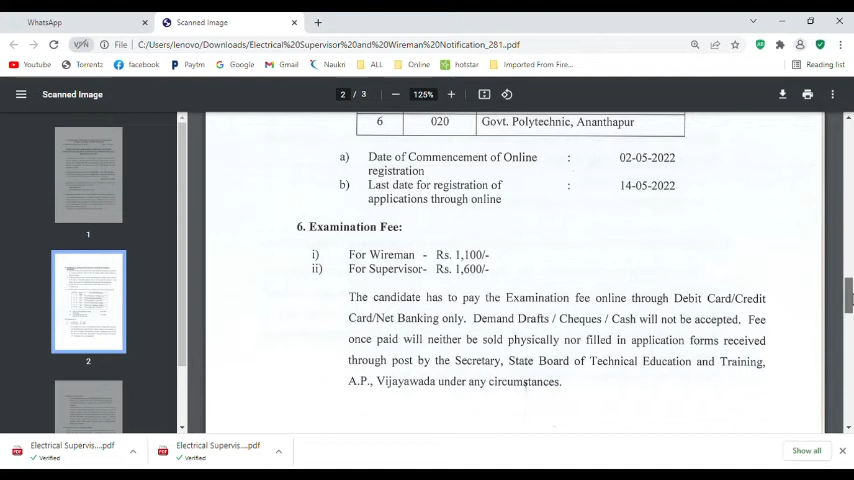 WhatsApp
Scanned Image
File
C:/Users/lenovo/Downloads/Electrical%20Supervisor%20and%20Wireman%20Notification_281..pdf
Youtube
Torrentz
facebook
Paytm
Google
Gmail
Naukri
ALL
Online
hotstar
Imported From Fire...
Reading list
Scanned Image
2 / 3
125%
6 020 Govt. Polytechnic, Ananthapur
a) Date of Commencement of Online : 02-05-2022
registration
b) Last date for registration of : 14-05-2022
applications through online
6. Examination Fee:
i) For Wireman - Rs. 1,100/-
ii) For Supervisor- Rs. 1,600/-
The candidate has to pay the Examination fee online through Debit Card/Credit
Card/Net Banking only. Demand Drafts / Cheques / Cash will not be accepted. Fee
once paid will neither be sold physically nor filled in application forms received
through post by the Secretary, State Board of Technical Education and Training,
A.P., Vijayawada under any circumstances.
1
2
Electrical Supervis....pdf
Verified
Electrical Supervis....pdf
Verified
Show all